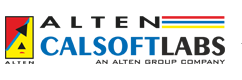 ALTEN
ALTEN
CALSOFTLABS
AN ALTEN GROUP COMPANY